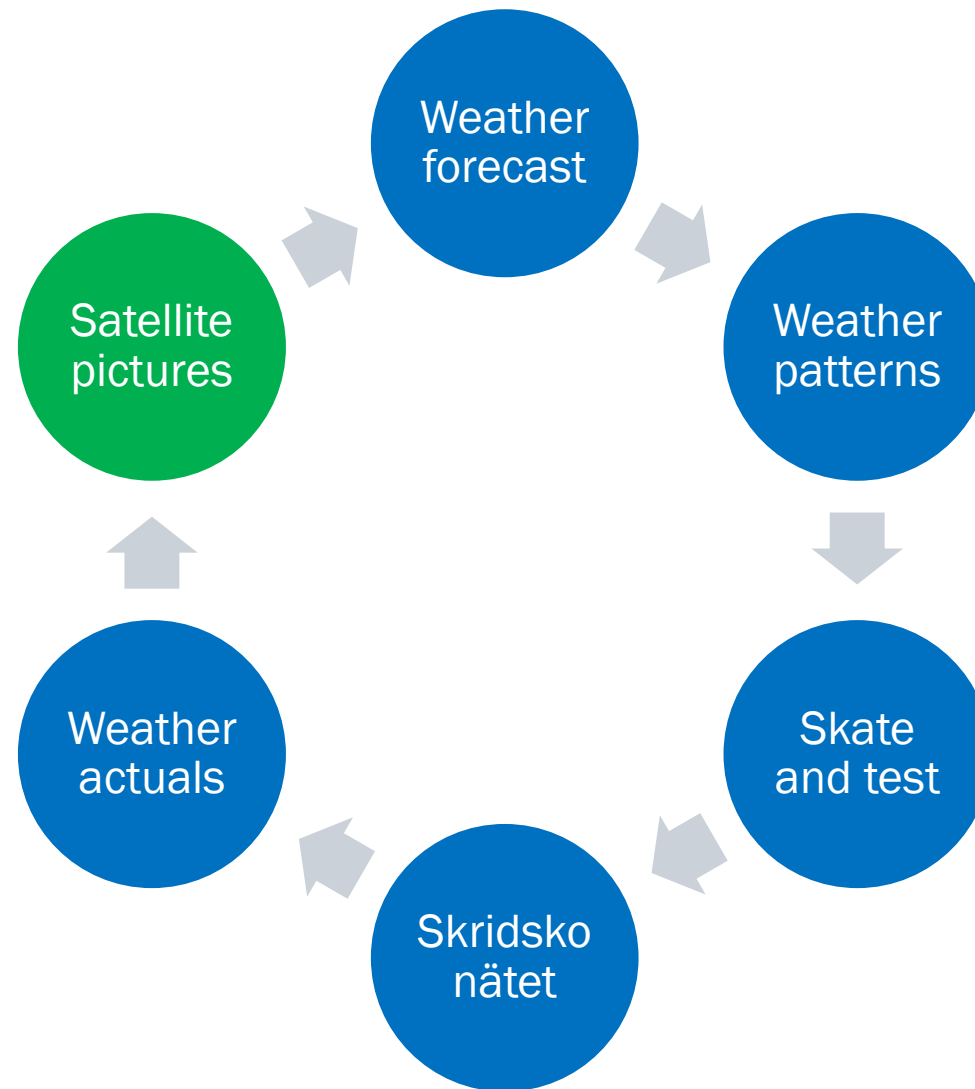 Weather
forecast
Weather
patterns
Skate
and test
Skridsko
nätet
Weather
actuals
Satellite
pictures